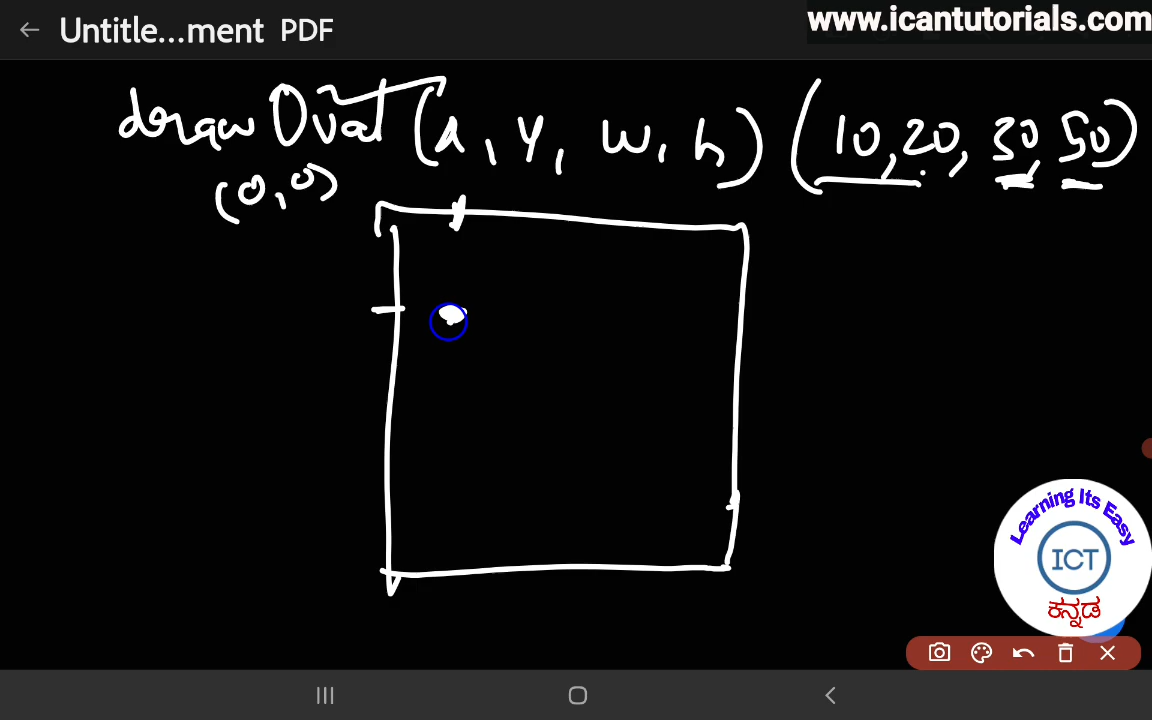 Untitle...ment PDF
www.icantutorials.com
drawOval (x, y, w, h) (10, 20, 30, 50)
(0,0)
Learning Its Easy
ICT
ಕನ್ನಡ